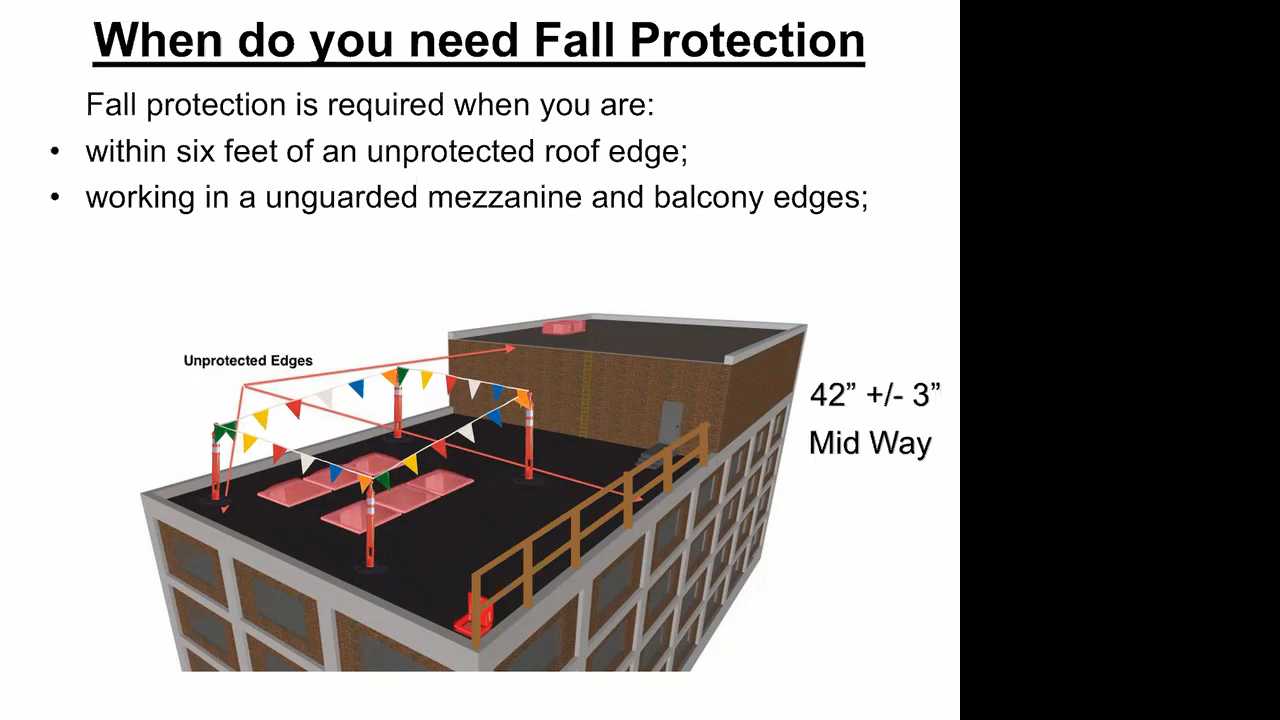 When do you need Fall Protection
Fall protection is required when you are:
• within six feet of an unprotected roof edge;
• working in a unguarded mezzanine and balcony edges;
Unprotected Edges
42” +/- 3”
Mid Way